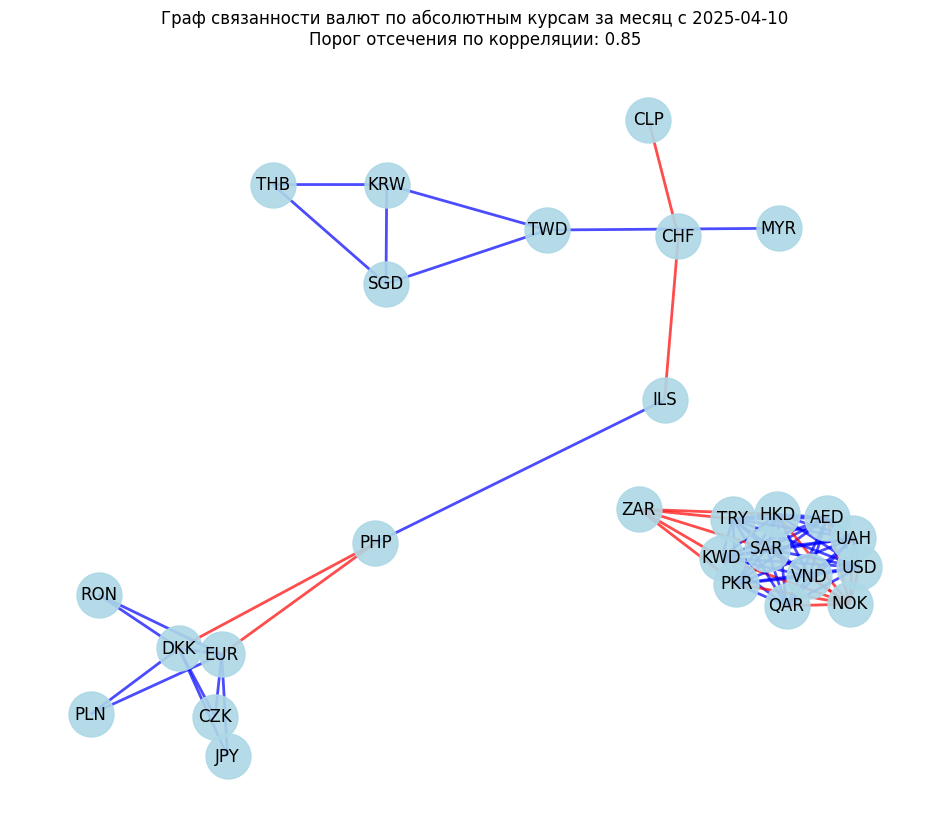 Граф связанности валют по абсолютным курсам за месяц с 2025-04-10
Порог отсечения по корреляции: 0.85
CLP
THB
KRW
TWD
CHF
MYR
SGD
ILS
ZAR
TRY
HKD
AED
UAH
KWD
SAR
USD
PKR
VND
QAR
NOK
PHP
RON
DKK
EUR
PLN
CZK
JPY